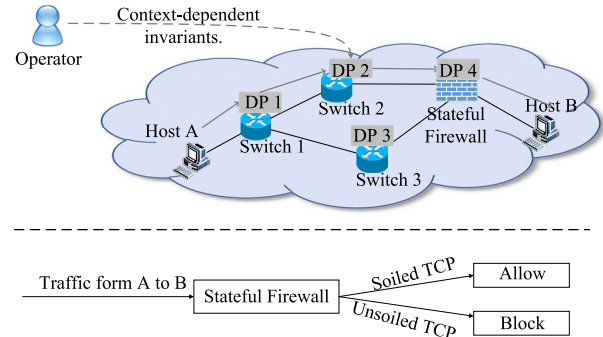 Context-dependent
invariants.
Operator
DP 2
DP 4
DP 1
Switch 2
Host B
Host A
Stateful
Firewall
DP 3
Switch 1
Switch 3
Traffic form A to B
Stateful Firewall
Soiled TCP
Allow
Unsoiled TCP
Block